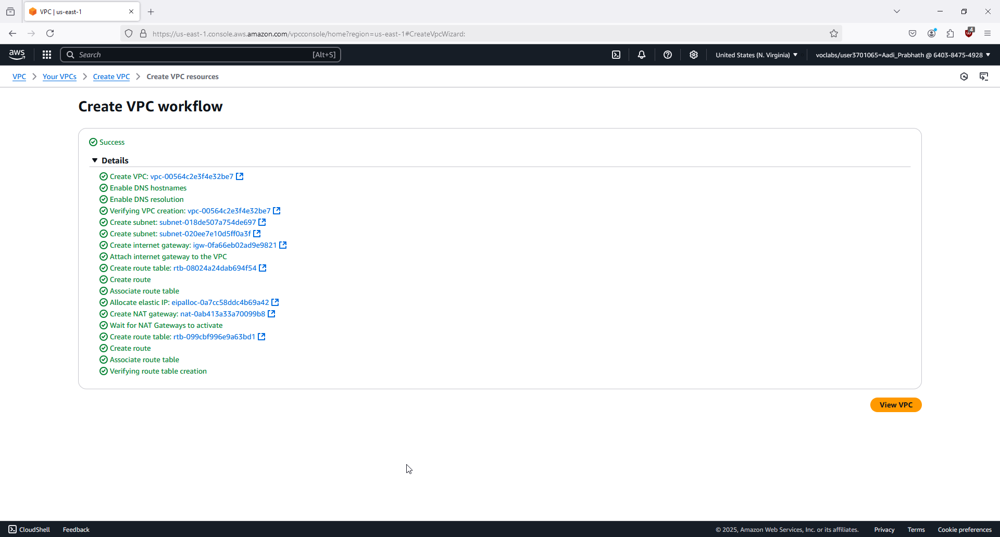 VPC | us-east-1
https://us-east-1.console.aws.amazon.com/vpcconsole/home?region=us-east-1#CreateVpcWizard:
4
aws
Search
[Alt+S]
United States (N. Virginia)
voclabs/user3701065=Aadi_Prabhath @ 6403-8475-4928
VPC
Your VPCs
Create VPC
Create VPC resources
Create VPC workflow
Success
Details
Create VPC: vpc-00564c2e3f4e32be7
Enable DNS hostnames
Enable DNS resolution
Verifying VPC creation: vpc-00564c2e3f4e32be7
Create subnet: subnet-018de507a754de697
Create subnet: subnet-020ee7e10d5ff0a3f
Create internet gateway: igw-0fa66eb02ad9e9821
Attach internet gateway to the VPC
Create route table: rtb-08024a24dab694f54
Create route
Associate route table
Allocate elastic IP: eipalloc-0a7cc58ddc4b69a42
Create NAT gateway: nat-0ab413a33a70099b8
Wait for NAT Gateways to activate
Create route table: rtb-099cbf996e9a63bd1
Create route
Associate route table
Verifying route table creation
View VPC
CloudShell
Feedback
© 2025, Amazon Web Services, Inc. or its affiliates.
Privacy
Terms
Cookie preferences